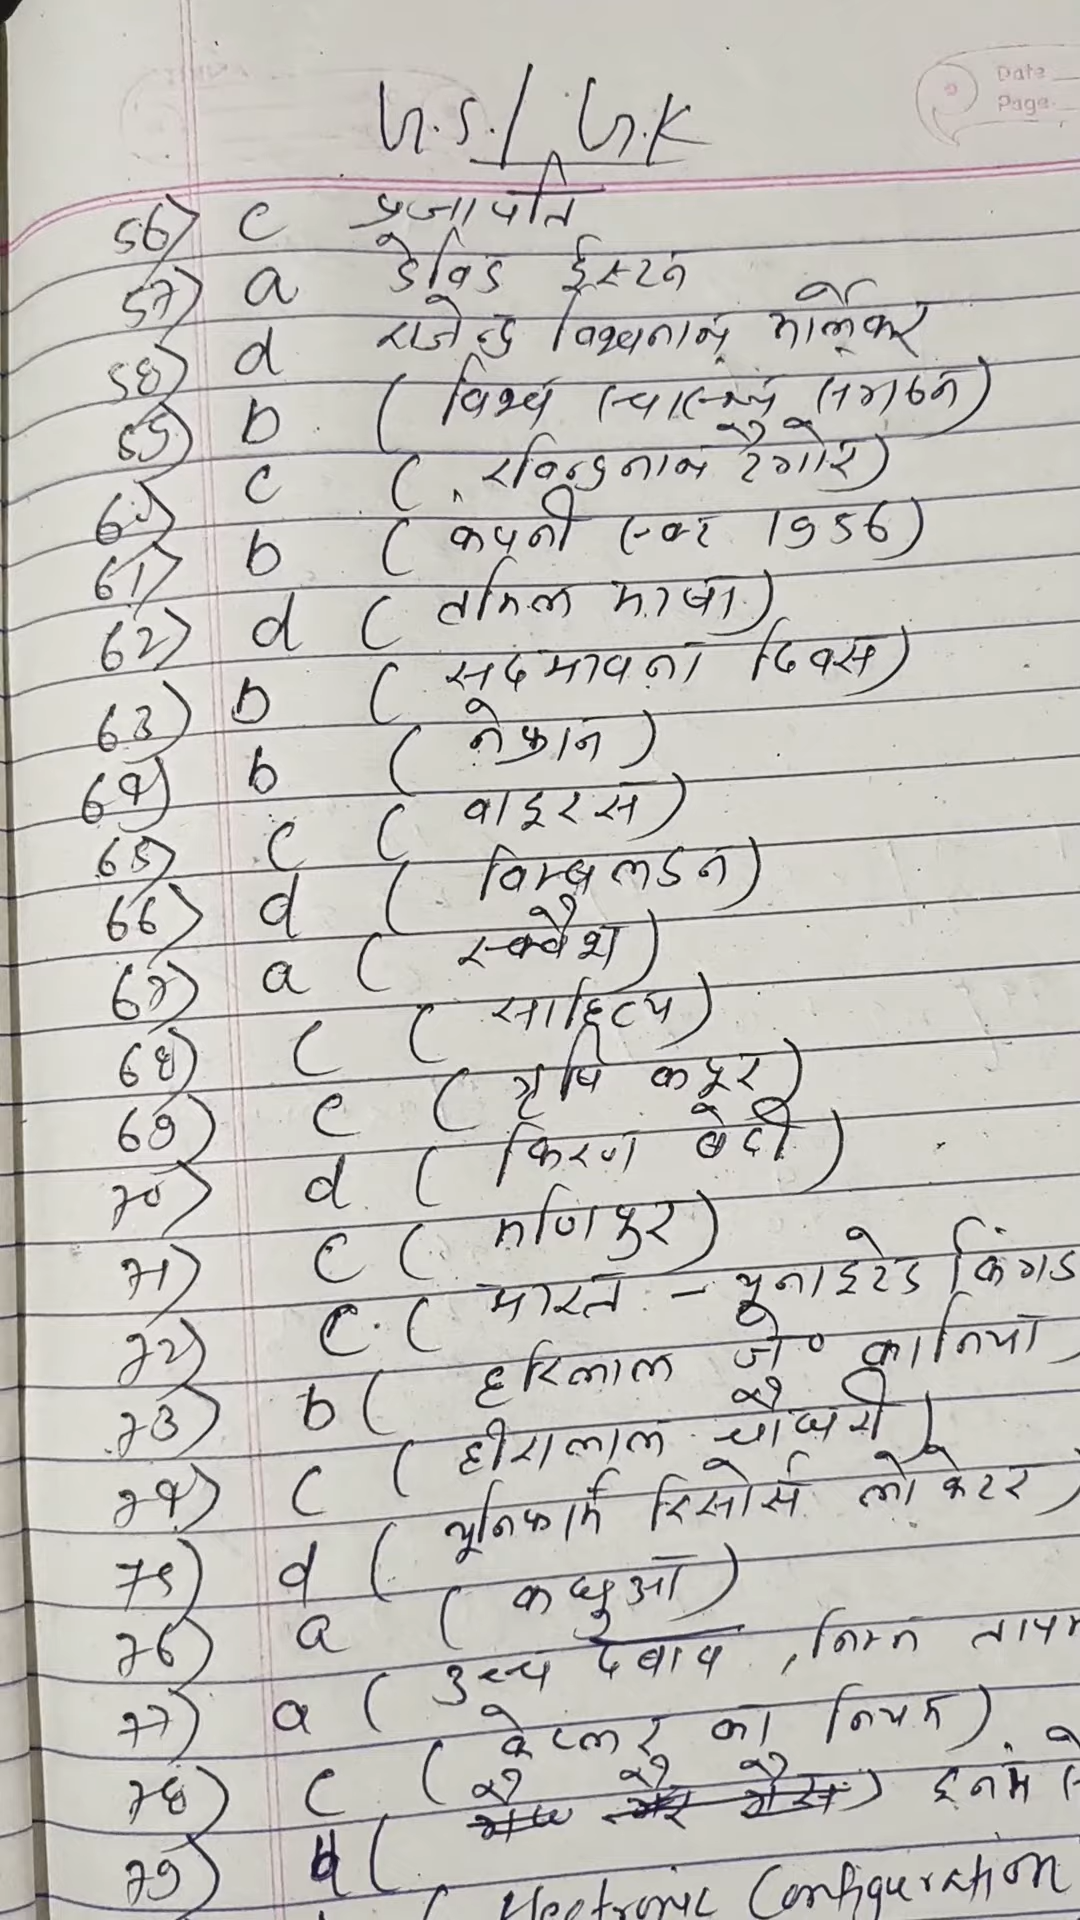 Date
Page
G.S./ G.K
56) c प्रजापति
57) a डेविड ईस्टन
58) d राजेन्द्र विश्वनाथ आर्लेकर
59) b (विश्व स्वास्थ्य संगठन)
60) c (रविन्द्रनाथ टैगोर)
61) b (कंपनी एक्ट 1956)
62) d (तमिल भाषा)
63) b (सदभावना दिवस)
64) b (नेफ्रान)
65) c (वाइरस)
66) d (विम्बलडन)
67) a (स्क्वैश)
68) c (साहित्य)
69) c (ऋषि कपूर)
70) d (किरण बेदी)
71) c (मणिपुर)
72) c. (भारत - यूनाइटेड किंगड
73) b (हरिलाल जे० कानिया)
74) c (हीरालाल चौधरी)
75) d (यूनिफार्म रिसोर्स लोकेटर)
76) a (कछुआ)
77) a (उच्च दबाव, निम्न ताप
78) c (केप्लर का नियम)
79) d ( इनमे
Electronic Configuration